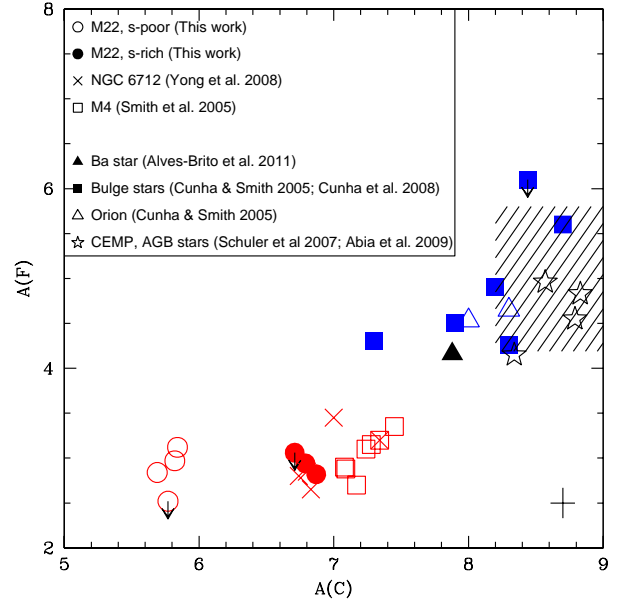 8
M22, s-poor (This work)
M22, s-rich (This work)
NGC 6712 (Yong et al. 2008)
M4 (Smith et al. 2005)
Ba star (Alves-Brito et al. 2011)
Bulge stars (Cunha & Smith 2005; Cunha et al. 2008)
Orion (Cunha & Smith 2005)
CEMP, AGB stars (Schuler et al 2007; Abia et al. 2009)
6
A(F)
4
2
5 6 7 8 9
A(C)